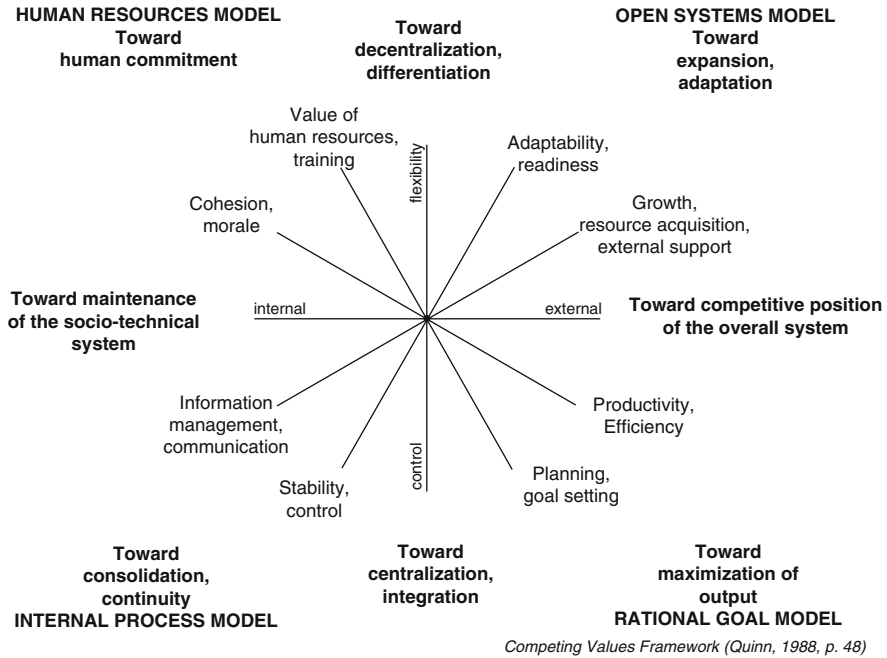 HUMAN RESOURCES MODEL
Toward
human commitment
Toward
decentralization,
differentiation
OPEN SYSTEMS MODEL
Toward
expansion,
adaptation
Value of
human resources,
training
flexibility
Adaptability,
readiness
Cohesion,
morale
Growth,
resource acquisition,
external support
Toward maintenance
of the socio-technical
system
internal
external
Toward competitive position
of the overall system
Information
management,
communication
Productivity,
Efficiency
Stability,
control
control
Planning,
goal setting
Toward
consolidation,
continuity
INTERNAL PROCESS MODEL
Toward
centralization,
integration
Toward
maximization of
output
RATIONAL GOAL MODEL
Competing Values Framework (Quinn, 1988, p. 48)